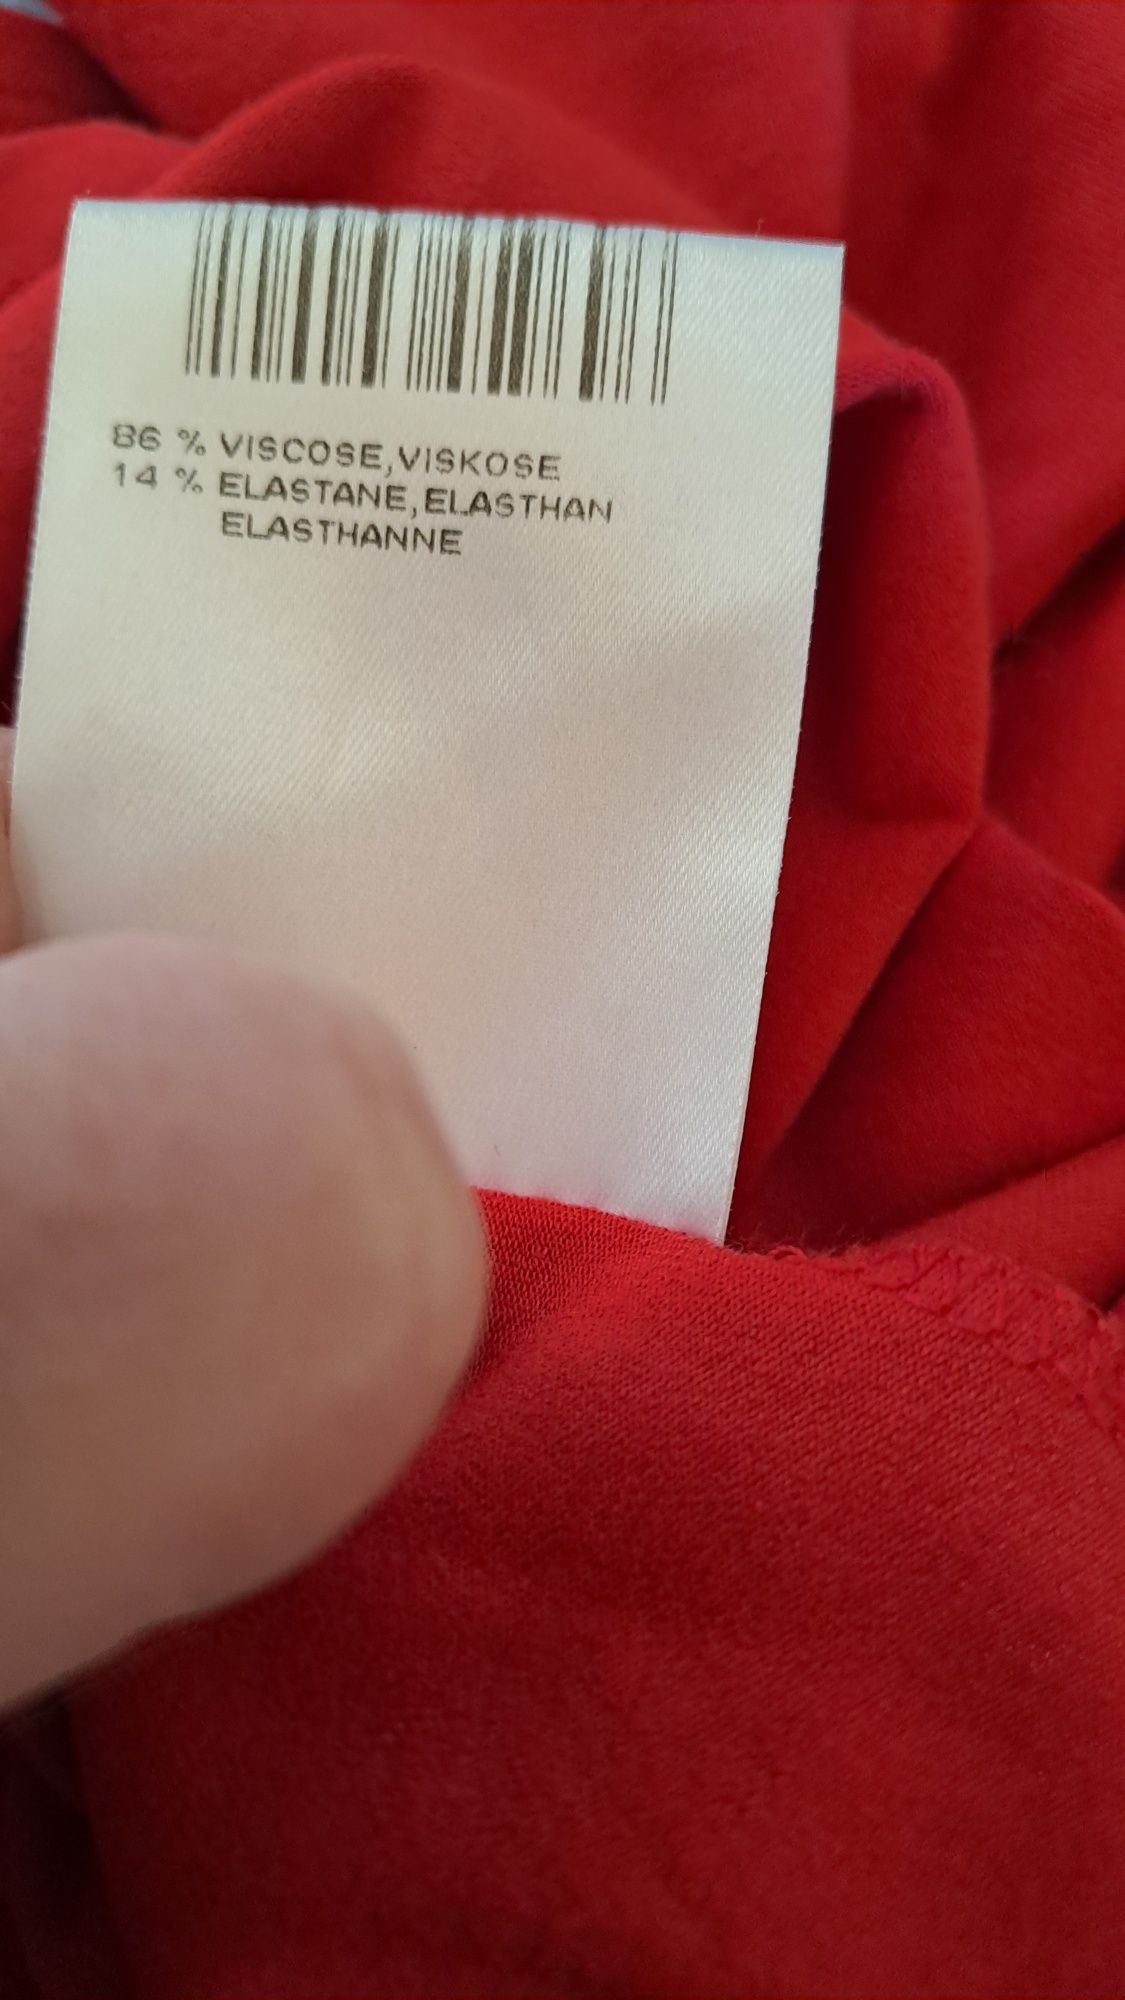 86 % VISCOSE,VISKOSE
14 % ELASTANE,ELASTHAN
ELASTHANNE